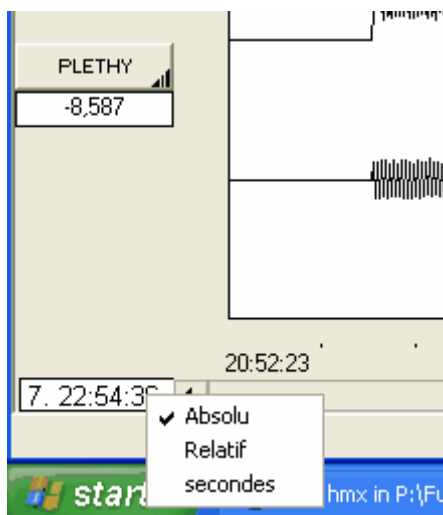 PLETHY
-8,587
20:52:23
7. 22:54:3
Absolu
Relatif
secondes
start
hmx in P:\Fu